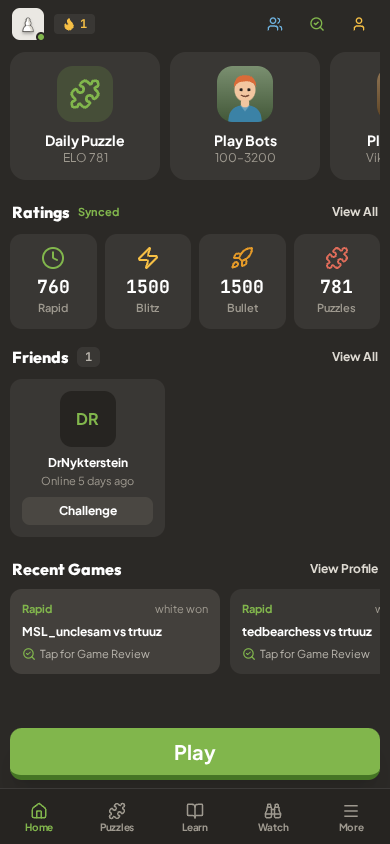 1
Daily Puzzle
ELO 781
Play Bots
100–3200
Pl
Vik
Ratings Synced View All
760
Rapid
1500
Blitz
1500
Bullet
781
Puzzles
Friends 1 View All
DR
DrNykterstein
Online 5 days ago
Challenge
Recent Games View Profile
Rapid white won
MSL_unclesam vs trtuuz
Tap for Game Review
Rapid w
tedbearchess vs trtuuz
Tap for Game Review
Play
Home Puzzles Learn Watch More